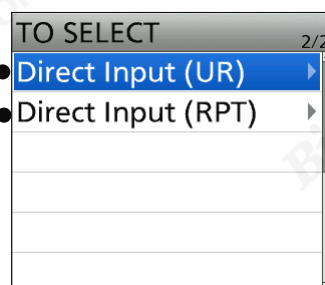 TO SELECT
2/2
Direct Input (UR)
Direct Input (RPT)